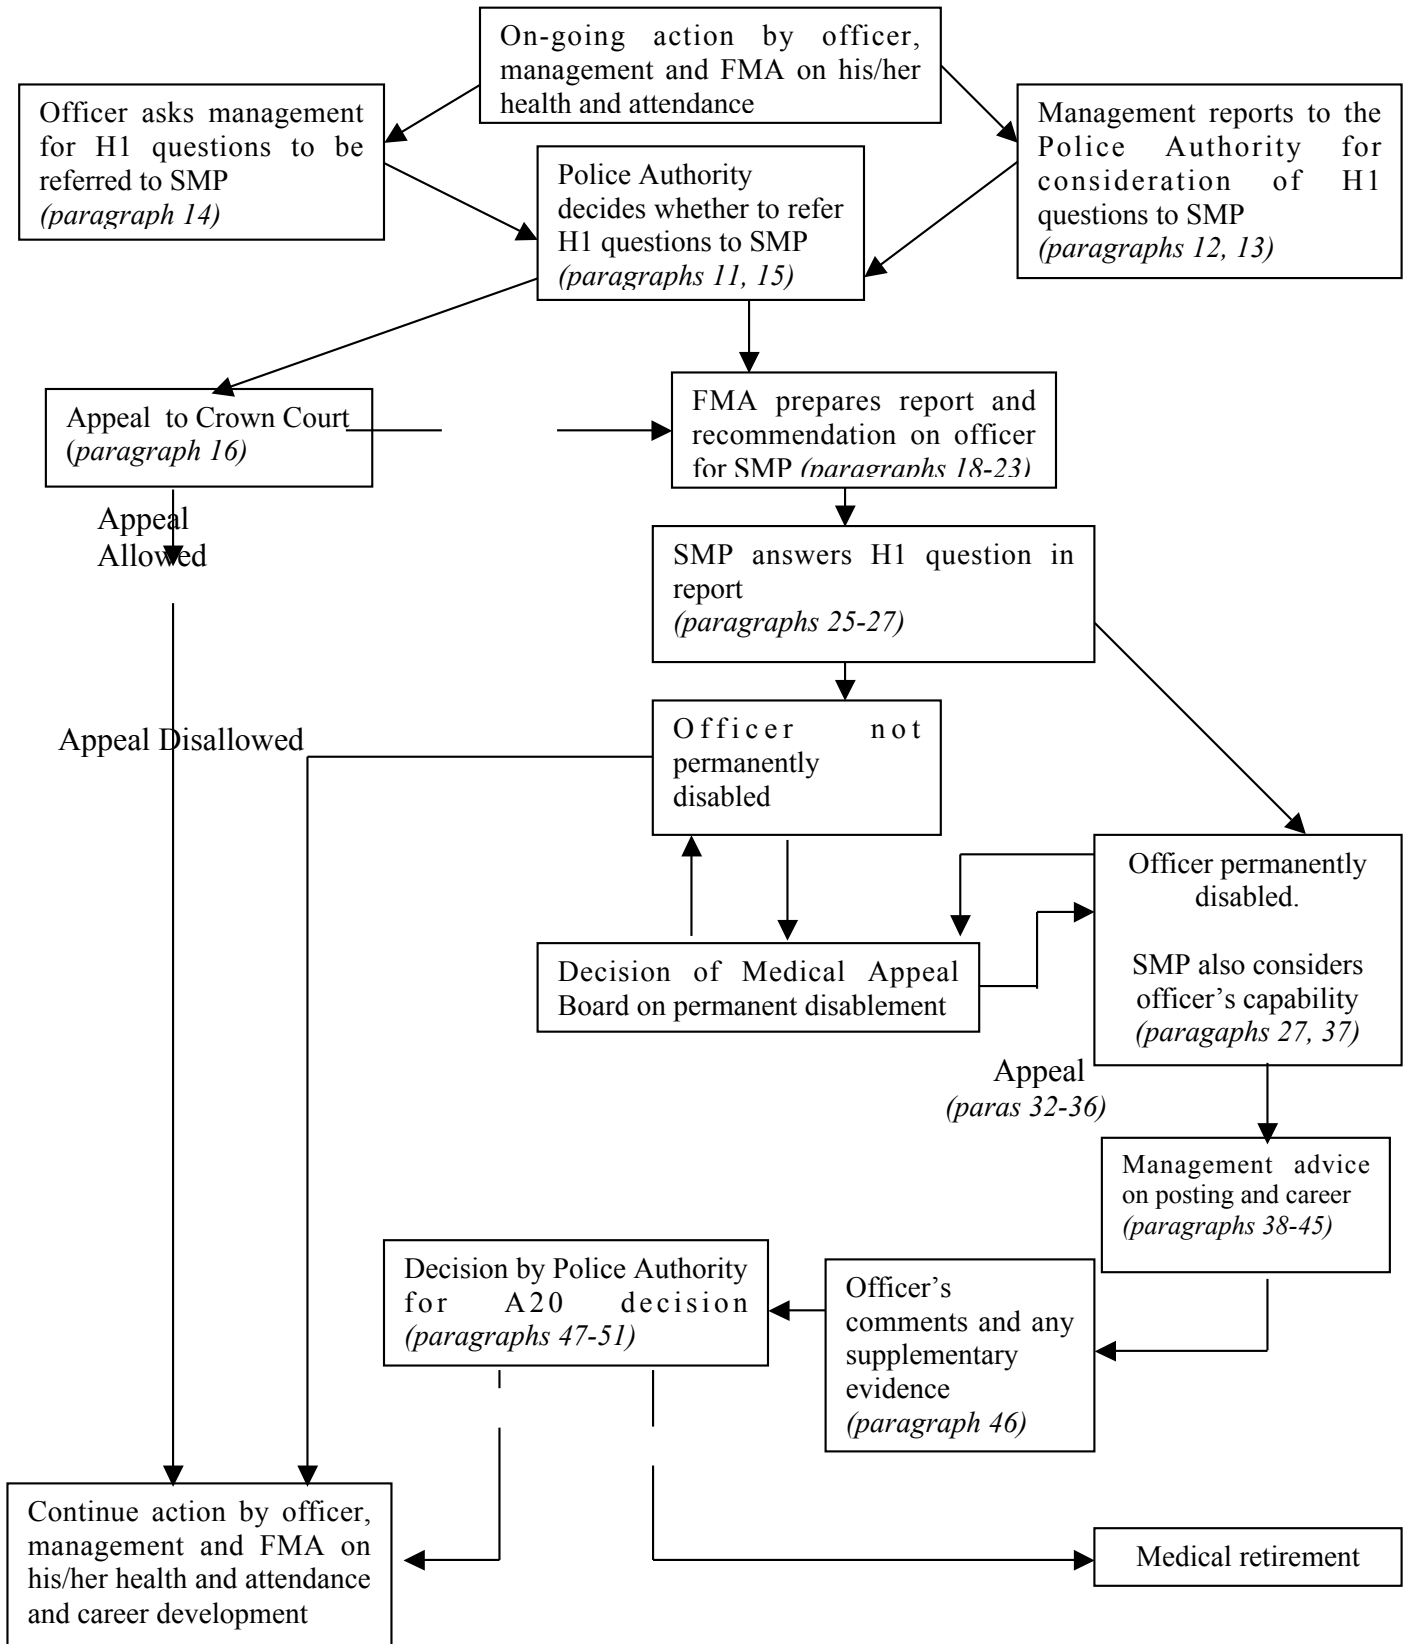 On-going action by officer,
management and FMA on his/her
health and attendance
Officer asks management
for H1 questions to be
referred to SMP
(paragraph 14)
Management reports to the
Police Authority for
consideration of H1
questions to SMP
(paragraphs 12, 13)
Police Authority
decides whether to refer
H1 questions to SMP
(paragraphs 11, 15)
Appeal to Crown Court
(paragraph 16)
FMA prepares report and
recommendation on officer
for SMP (paragraphs 18-23)
Appeal
Allowed
SMP answers H1 question in
report
(paragraphs 25-27)
Appeal Disallowed
Officer not
permanently
disabled
Officer permanently
disabled.
SMP also considers
officer’s capability
(paragaphs 27, 37)
Decision of Medical Appeal
Board on permanent disablement
Appeal
(paras 32-36)
Management advice
on posting and career
(paragraphs 38-45)
Decision by Police Authority
for A20 decision
(paragraphs 47-51)
Officer’s
comments and any
supplementary
evidence
(paragraph 46)
Continue action by officer,
management and FMA on
his/her health and attendance
and career development
Medical retirement